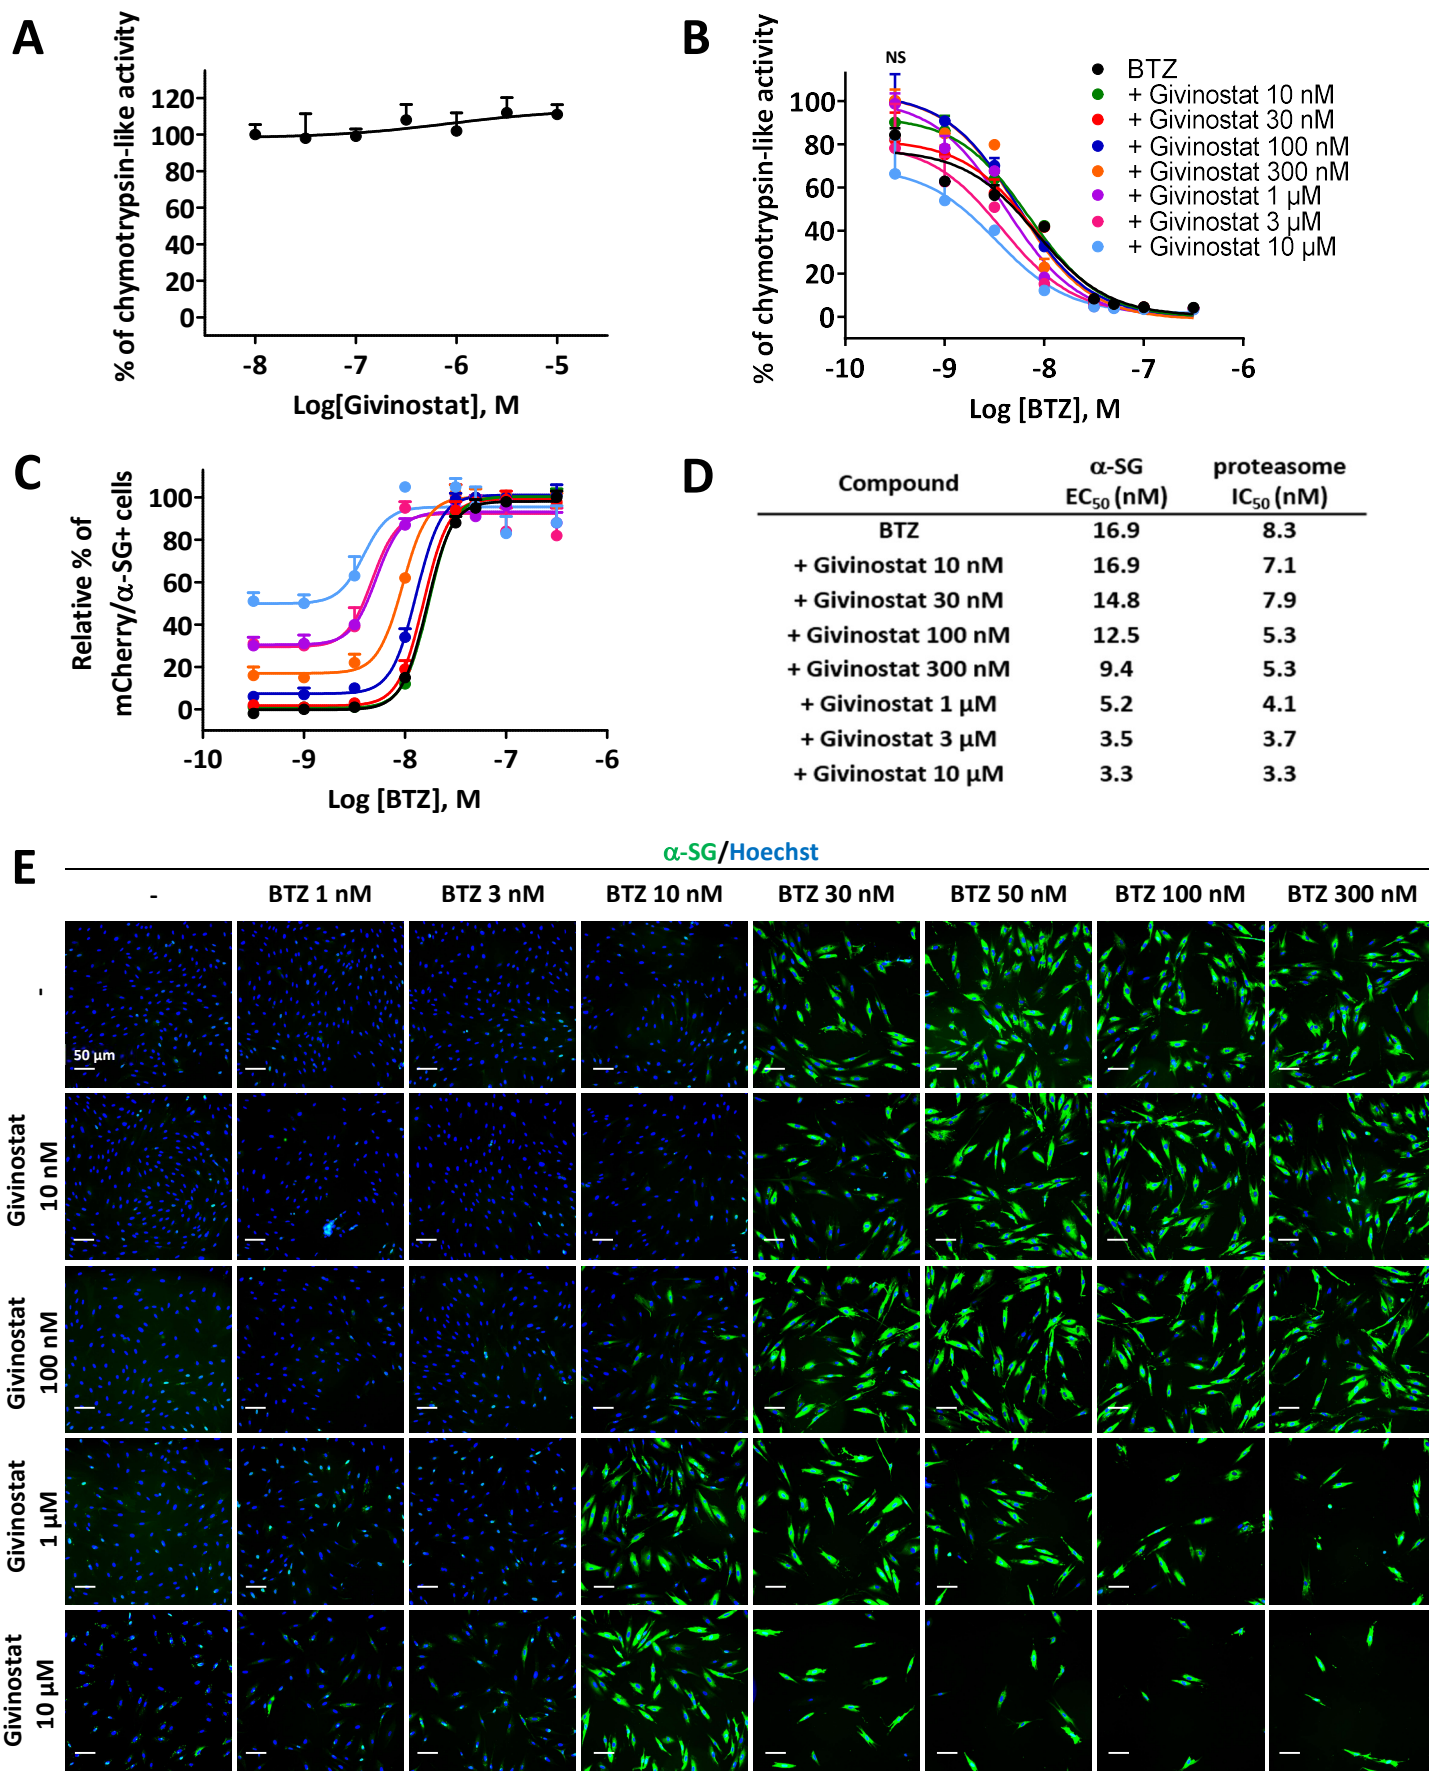 A
% of chymotrypsin-like activity
120
100
80
60
40
20
0
-8
-7
-6
-5
Log[Givinostat], M
B
% of chymotrypsin-like activity
NS
100
80
60
40
20
0
-10
-9
-8
-7
-6
Log [BTZ], M
BTZ
+ Givinostat 10 nM
+ Givinostat 30 nM
+ Givinostat 100 nM
+ Givinostat 300 nM
+ Givinostat 1 µM
+ Givinostat 3 µM
+ Givinostat 10 µM
C
Relative % of
mCherry/α-SG+ cells
100
80
60
40
20
0
-10
-9
-8
-7
-6
Log [BTZ], M
D
Compound α-SG EC50 (nM) proteasome IC50 (nM)
BTZ 16.9 8.3
+ Givinostat 10 nM 16.9 7.1
+ Givinostat 30 nM 14.8 7.9
+ Givinostat 100 nM 12.5 5.3
+ Givinostat 300 nM 9.4 5.3
+ Givinostat 1 µM 5.2 4.1
+ Givinostat 3 µM 3.5 3.7
+ Givinostat 10 µM 3.3 3.3
E
α-SG/Hoechst
- BTZ 1 nM BTZ 3 nM BTZ 10 nM BTZ 30 nM BTZ 50 nM BTZ 100 nM BTZ 300 nM
-
50 µm
Givinostat
10 nM
Givinostat
100 nM
Givinostat
1 µM
Givinostat
10 µM